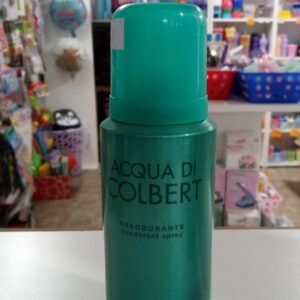 ACQUA DI
COLBERT
DESODORANTE
deodorant spray